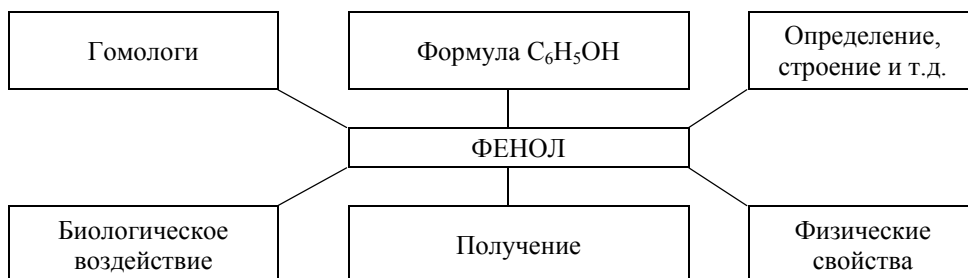 Гомологи
Формула C₆H₅OH
Определение,
строение и т.д.
ФЕНОЛ
Биологическое
воздействие
Получение
Физические
свойства